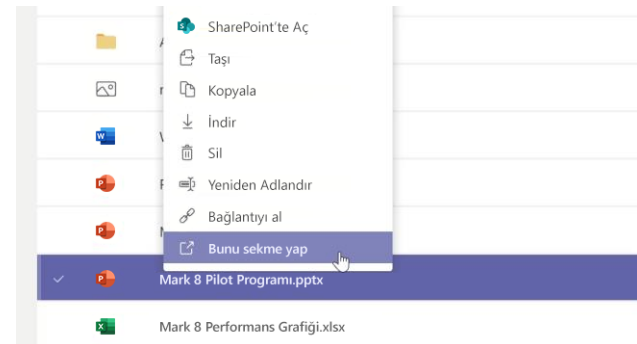 SharePoint'te Aç
Taşı
Kopyala
İndir
Sil
Yeniden Adlandır
Bağlantıyı al
Bunu sekme yap
Mark 8 Pilot Programı.pptx
Mark 8 Performans Grafiği.xlsx